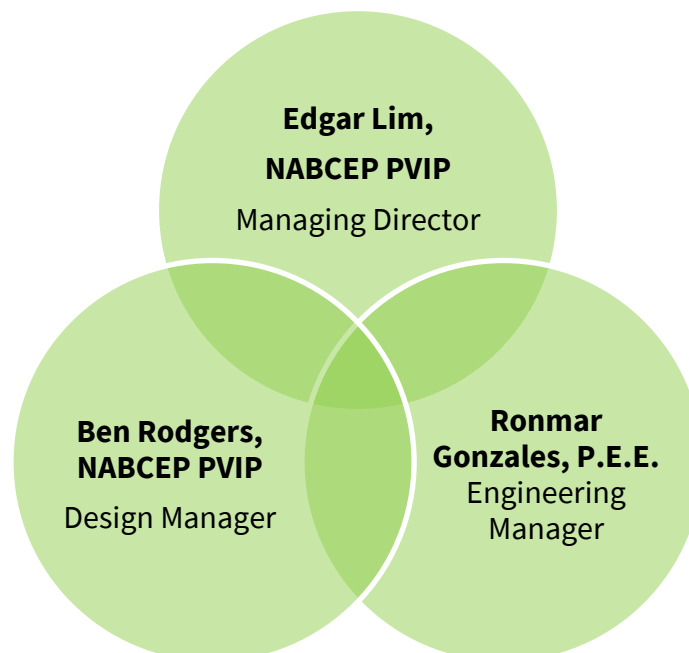 Edgar Lim,
NABCEP PVIP
Managing Director
Ben Rodgers,
NABCEP PVIP
Design Manager
Ronmar
Gonzales, P.E.E.
Engineering
Manager